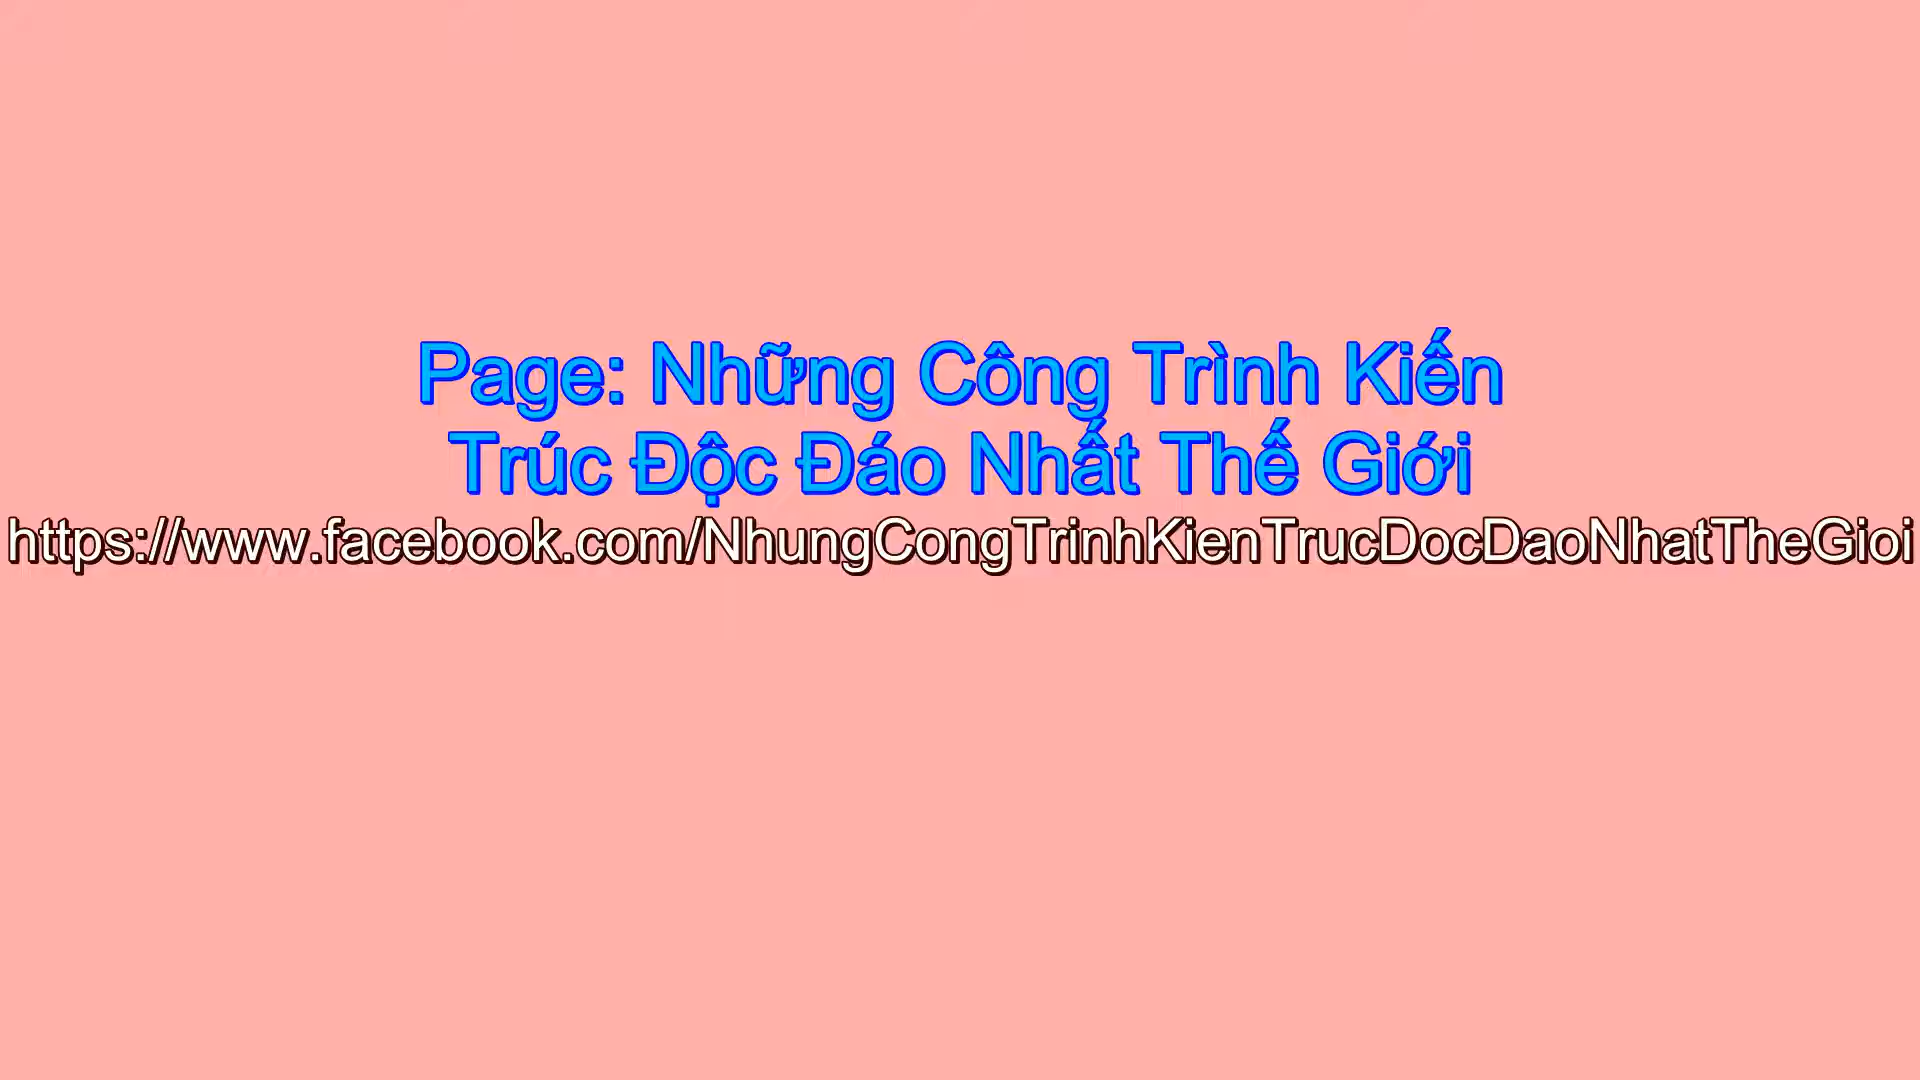 Page: Những Công Trình Kiến
Trúc Độc Đáo Nhất Thế Giới
https://www.facebook.com/NhungCongTrinhKienTrucDocDaoNhatTheGioi